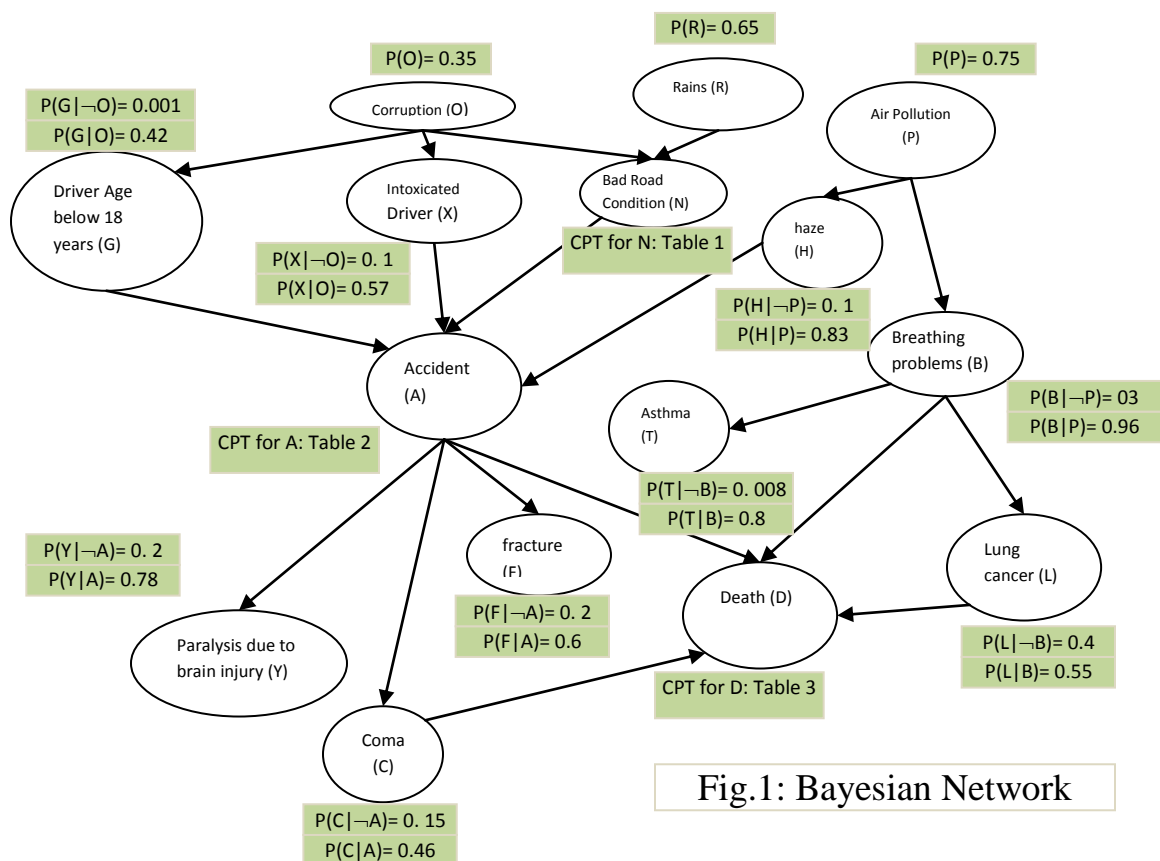 P(R)= 0.65
P(O)= 0.35
P(P)= 0.75
P(G|¬O)= 0.001
P(G|O)= 0.42
Corruption (O)
Rains (R)
Air Pollution
(P)
Driver Age
below 18
years (G)
Intoxicated
Driver (X)
Bad Road
Condition (N)
haze
(H)
CPT for N: Table 1
P(X|¬O)= 0. 1
P(X|O)= 0.57
P(H|¬P)= 0. 1
P(H|P)= 0.83
Breathing
problems (B)
Accident
(A)
P(B|¬P)= 03
P(B|P)= 0.96
Asthma
(T)
CPT for A: Table 2
P(T|¬B)= 0. 008
P(T|B)= 0.8
P(Y|¬A)= 0. 2
P(Y|A)= 0.78
fracture
(F)
Lung
cancer (L)
Death (D)
P(F|¬A)= 0. 2
P(F|A)= 0.6
Paralysis due to
brain injury (Y)
P(L|¬B)= 0.4
P(L|B)= 0.55
CPT for D: Table 3
Coma
(C)
Fig.1: Bayesian Network
P(C|¬A)= 0. 15
P(C|A)= 0.46